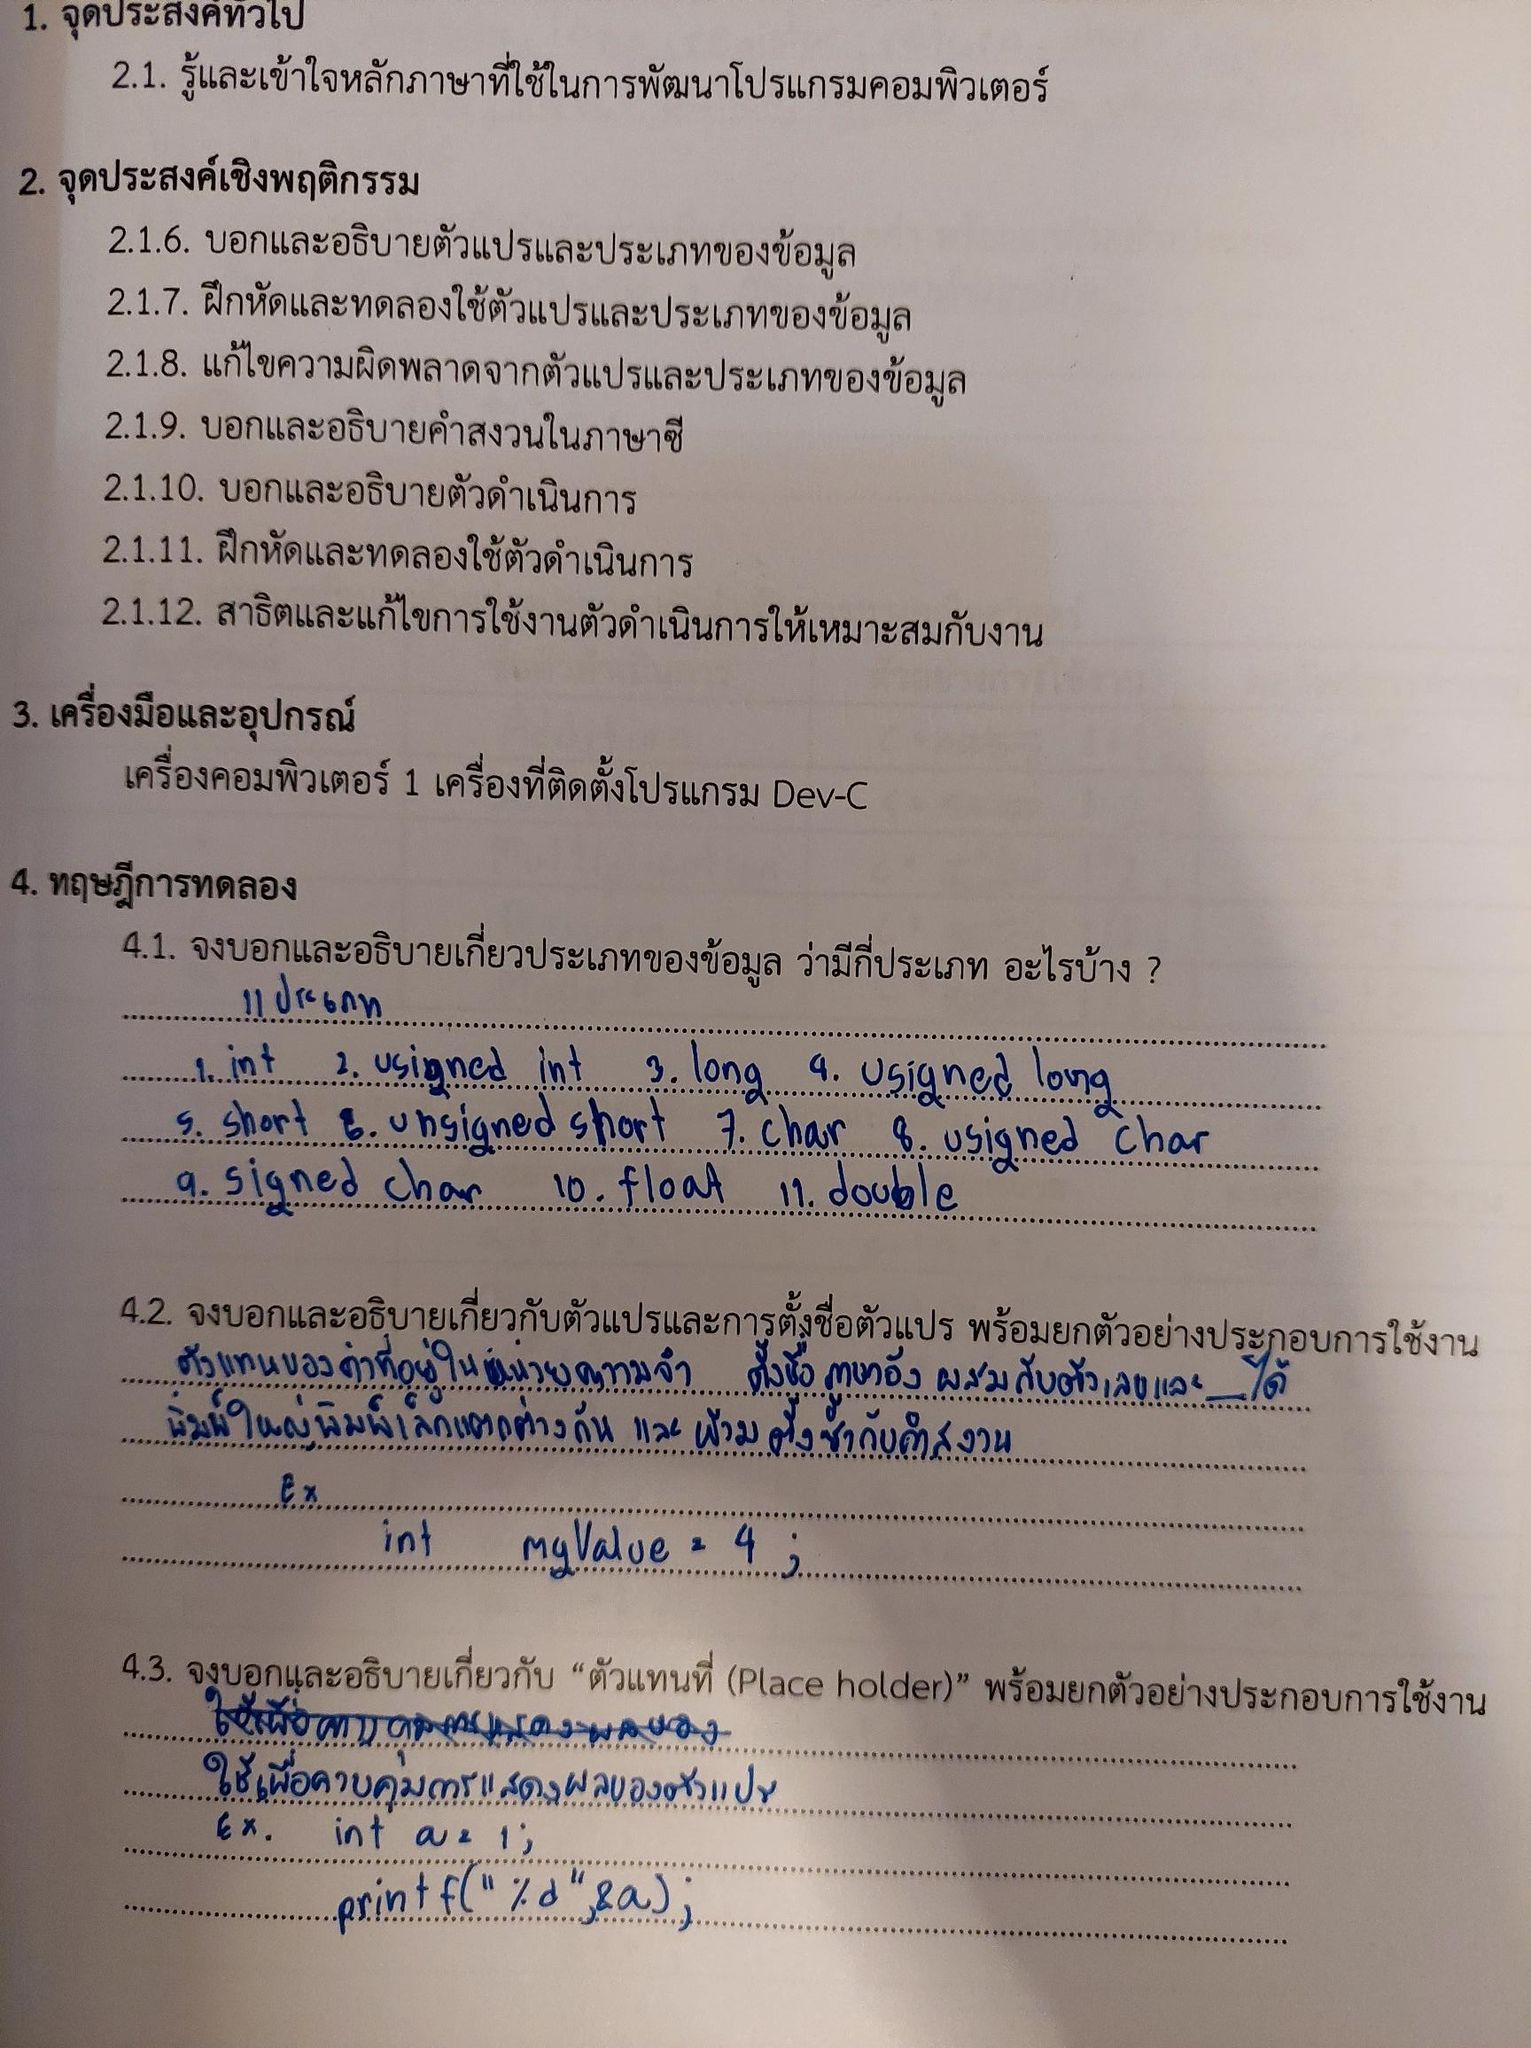 1. จุดประสงค์ทั่วไป
2.1. รู้และเข้าใจหลักภาษาที่ใช้ในการพัฒนาโปรแกรมคอมพิวเตอร์
2. จุดประสงค์เชิงพฤติกรรม
2.1.6. บอกและอธิบายตัวแปรและประเภทของข้อมูล
2.1.7. ฝึกหัดและทดลองใช้ตัวแปรและประเภทของข้อมูล
2.1.8. แก้ไขความผิดพลาดจากตัวแปรและประเภทของข้อมูล
2.1.9. บอกและอธิบายคำสงวนในภาษาซี
2.1.10. บอกและอธิบายตัวดำเนินการ
2.1.11. ฝึกหัดและทดลองใช้ตัวดำเนินการ
2.1.12. สาธิตและแก้ไขการใช้งานตัวดำเนินการให้เหมาะสมกับงาน
3. เครื่องมือและอุปกรณ์
เครื่องคอมพิวเตอร์ 1 เครื่องที่ติดตั้งโปรแกรม Dev-C
4. ทฤษฎีการทดลอง
4.1. จงบอกและอธิบายเกี่ยวประเภทของข้อมูล ว่ามีกี่ประเภท อะไรบ้าง ?
11 ประเภท
1. int 2. usigned int 3. long 4. usigned long
5. short 6. unsigned short 7. char 8. usigned char
9. signed char 10. float 11. double
4.2. จงบอกและอธิบายเกี่ยวกับตัวแปรและการตั้งชื่อตัวแปร พร้อมยกตัวอย่างประกอบการใช้งาน
ตัวแทนของค่าที่อยู่ในหน่วยความจำ ตั้งชื่อภาษาอัง ผสมกับตัวเลขและ _ ได้
พิมพ์ใหญ่พิมพ์เล็กแตกต่างกัน และ ห้ามตั้งซ้ำกับคำสงวน
Ex
int myValue = 4 ;
4.3. จงบอกและอธิบายเกี่ยวกับ “ตัวแทนที่ (Place holder)” พร้อมยกตัวอย่างประกอบการใช้งาน
ใช้เพื่อควบคุมการแสดงผลของ
ใช้เพื่อควบคุมการแสดงผลของตัวแปร
Ex. int a = 1;
printf("%d",&a);